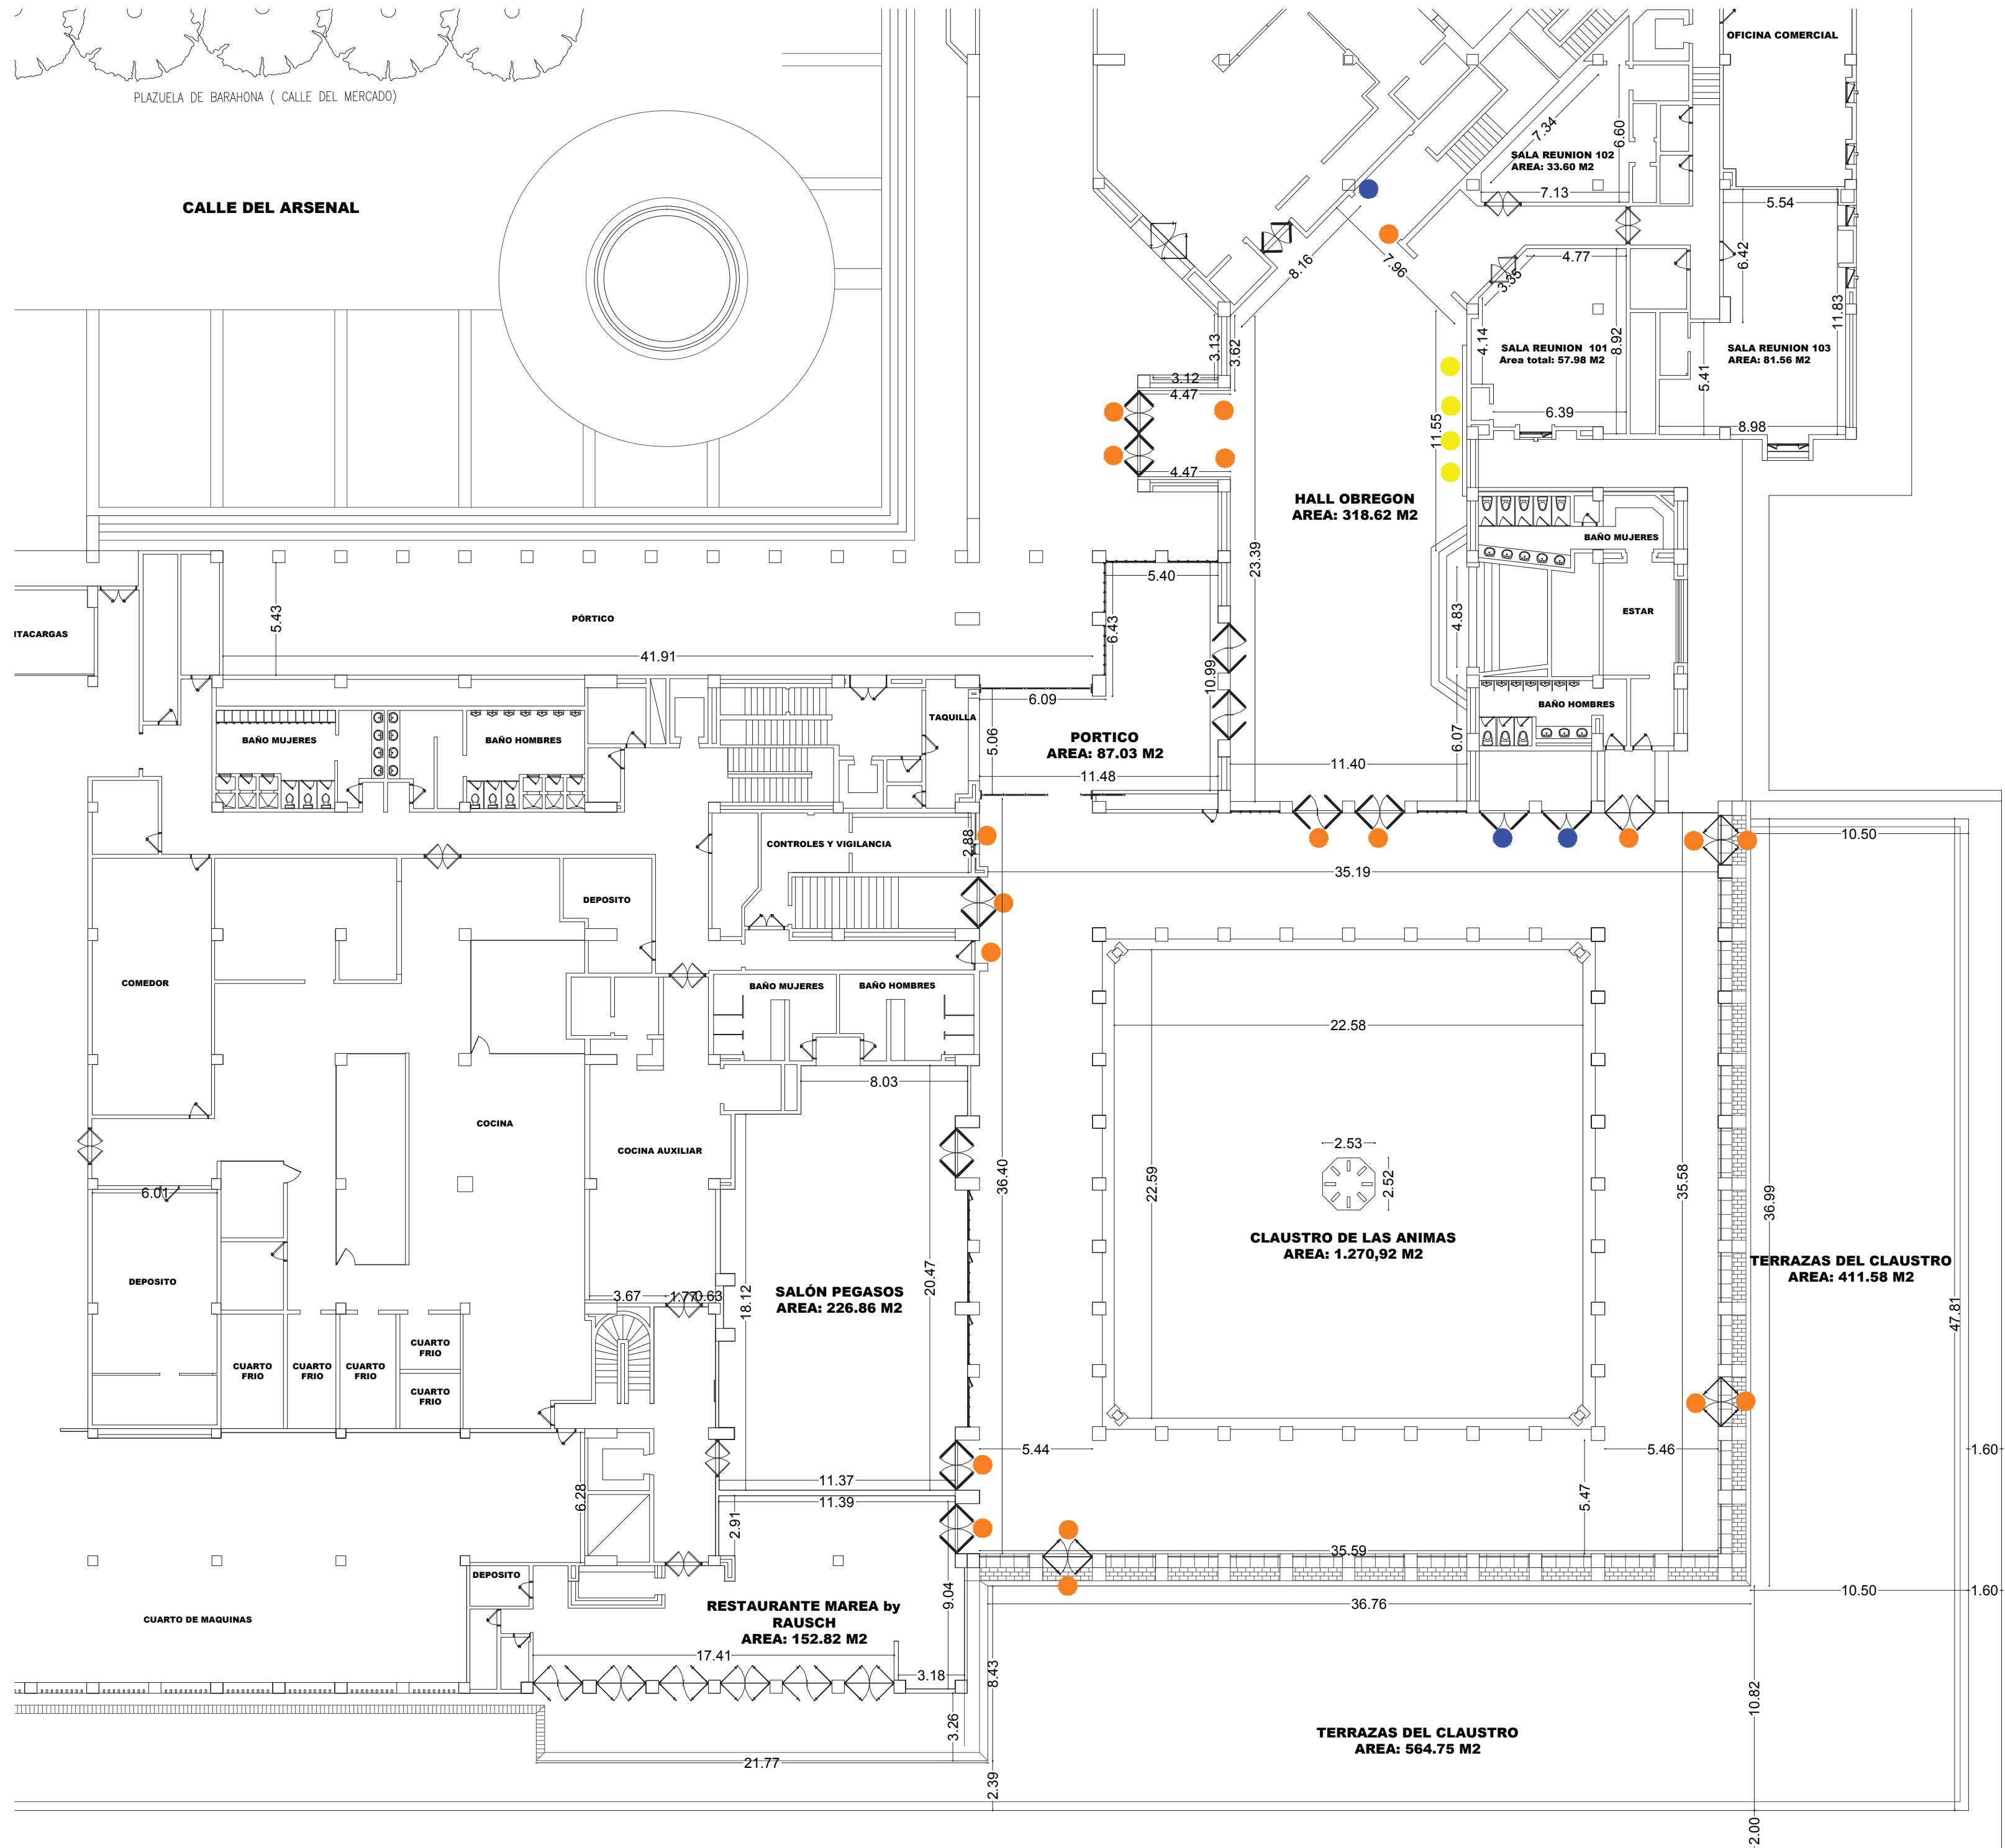 OFICINA COMERCIAL
PLAZUELA DE BARAHONA ( CALLE DEL MERCADO)
CALLE DEL ARSENAL
7.34
6.60
SALA REUNION 102
AREA: 33.60 M2
7.13
5.54
6.42
8.16
7.96
4.77
3.35
11.83
3.13
3.62
4.14
8.92
SALA REUNION 101
Area total: 57.98 M2
SALA REUNION 103
AREA: 81.56 M2
5.41
3.12
4.47
6.39
11.55
8.98
4.47
HALL OBREGON
AREA: 318.62 M2
BAÑO MUJERES
23.39
5.40
5.43
PÓRTICO
6.43
4.83
ESTAR
ITACARGAS
41.91
10.99
6.09
BAÑO HOMBRES
TAQUILLA
BAÑO MUJERES
BAÑO HOMBRES
5.06
PORTICO
AREA: 87.03 M2
6.07
11.48
11.40
2.88
CONTROLES Y VIGILANCIA
10.50
35.19
DEPOSITO
COMEDOR
BAÑO MUJERES
BAÑO HOMBRES
22.58
8.03
COCINA
COCINA AUXILIAR
2.53
2.52
6.01
36.40
22.59
35.58
36.99
CLAUSTRO DE LAS ANIMAS
AREA: 1.270,92 M2
TERRAZAS DEL CLAUSTRO
AREA: 411.58 M2
DEPOSITO
SALÓN PEGASOS
AREA: 226.86 M2
20.47
18.12
3.67
1.77
0.63
47.81
CUARTO
FRIO
CUARTO
FRIO
CUARTO
FRIO
CUARTO
FRIO
CUARTO
FRIO
5.44
5.46
1.60
11.37
11.39
6.28
2.91
5.47
35.59
DEPOSITO
9.04
10.50
1.60
36.76
CUARTO DE MAQUINAS
RESTAURANTE MAREA by
RAUSCH
AREA: 152.82 M2
17.41
3.18
8.43
10.82
3.26
TERRAZAS DEL CLAUSTRO
AREA: 564.75 M2
21.77
2.39
2.00